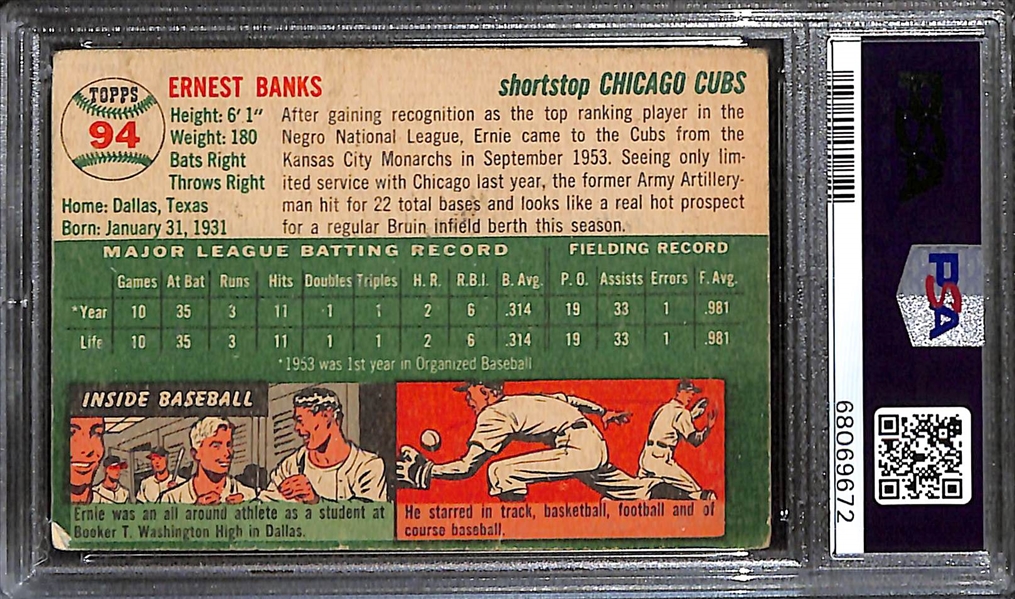 TOPPS
94
ERNEST BANKS
shortstop CHICAGO CUBS
Height: 6' 1"
Weight: 180
Bats Right
Throws Right
Home: Dallas, Texas
Born: January 31, 1931
After gaining recognition as the top ranking player in the
Negro National League, Ernie came to the Cubs from the
Kansas City Monarchs in September 1953. Seeing only lim-
ited service with Chicago last year, the former Army Artillery-
man hit for 22 total bases and looks like a real hot prospect
for a regular Bruin infield berth this season.
MAJOR LEAGUE BATTING RECORD FIELDING RECORD
Games At Bat Runs Hits Doubles Triples H. R. R.B.I. B. Avg. P. O. Assists Errors F. Avg.
*Year 10 35 3 11 1 1 2 6 .314 19 33 1 .981
Life 10 35 3 11 1 1 2 6 .314 19 33 1 .981
*1953 was 1st year in Organized Baseball
INSIDE BASEBALL
Ernie was an all around athlete as a student at
Booker T. Washington High in Dallas.
He starred in track, basketball, football and of
course baseball.
68069672
PSA
PSA